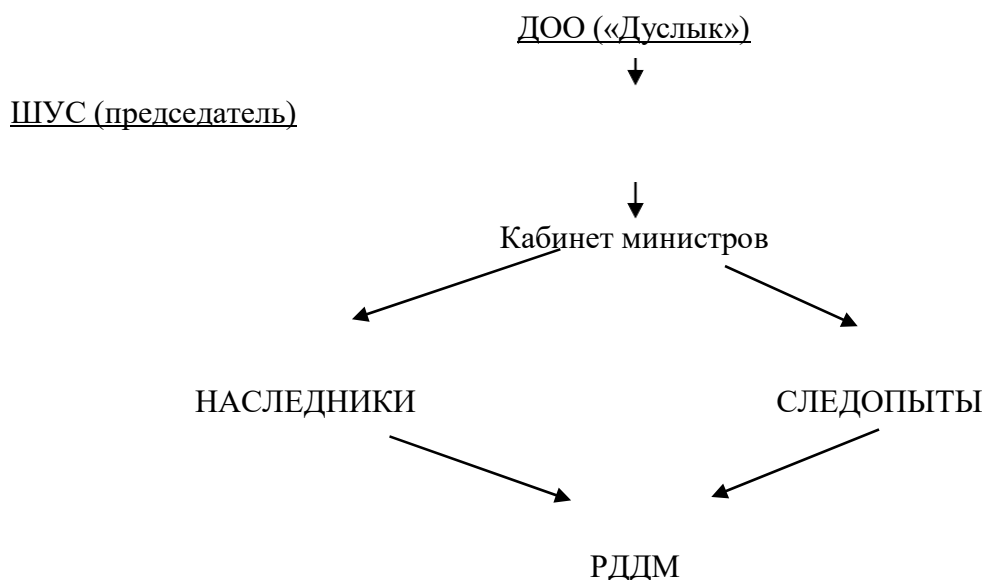 ДОО («Дуслык»)
ШУС (председатель)
Кабинет министров
НАСЛЕДНИКИ
СЛЕДОПЫТЫ
РДДМ